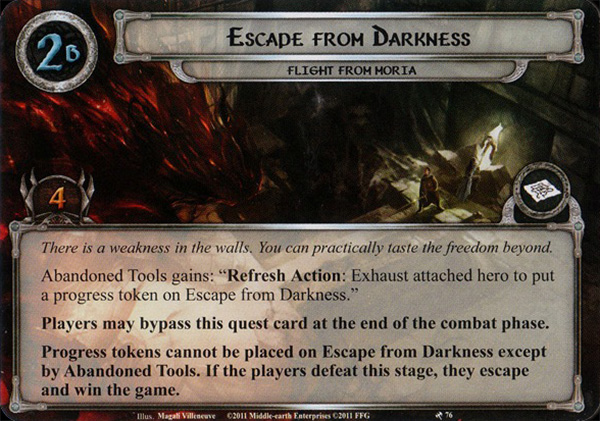 2B
ESCAPE FROM DARKNESS
FLIGHT FROM MORIA
4
There is a weakness in the walls. You can practically taste the freedom beyond.
Abandoned Tools gains: “Refresh Action: Exhaust attached hero to put
a progress token on Escape from Darkness.”
Players may bypass this quest card at the end of the combat phase.
Progress tokens cannot be placed on Escape from Darkness except
by Abandoned Tools. If the players defeat this stage, they escape
and win the game.
Illus. Magali Villeneuve ©2011 Middle-earth Enterprises ©2011 FFG 76